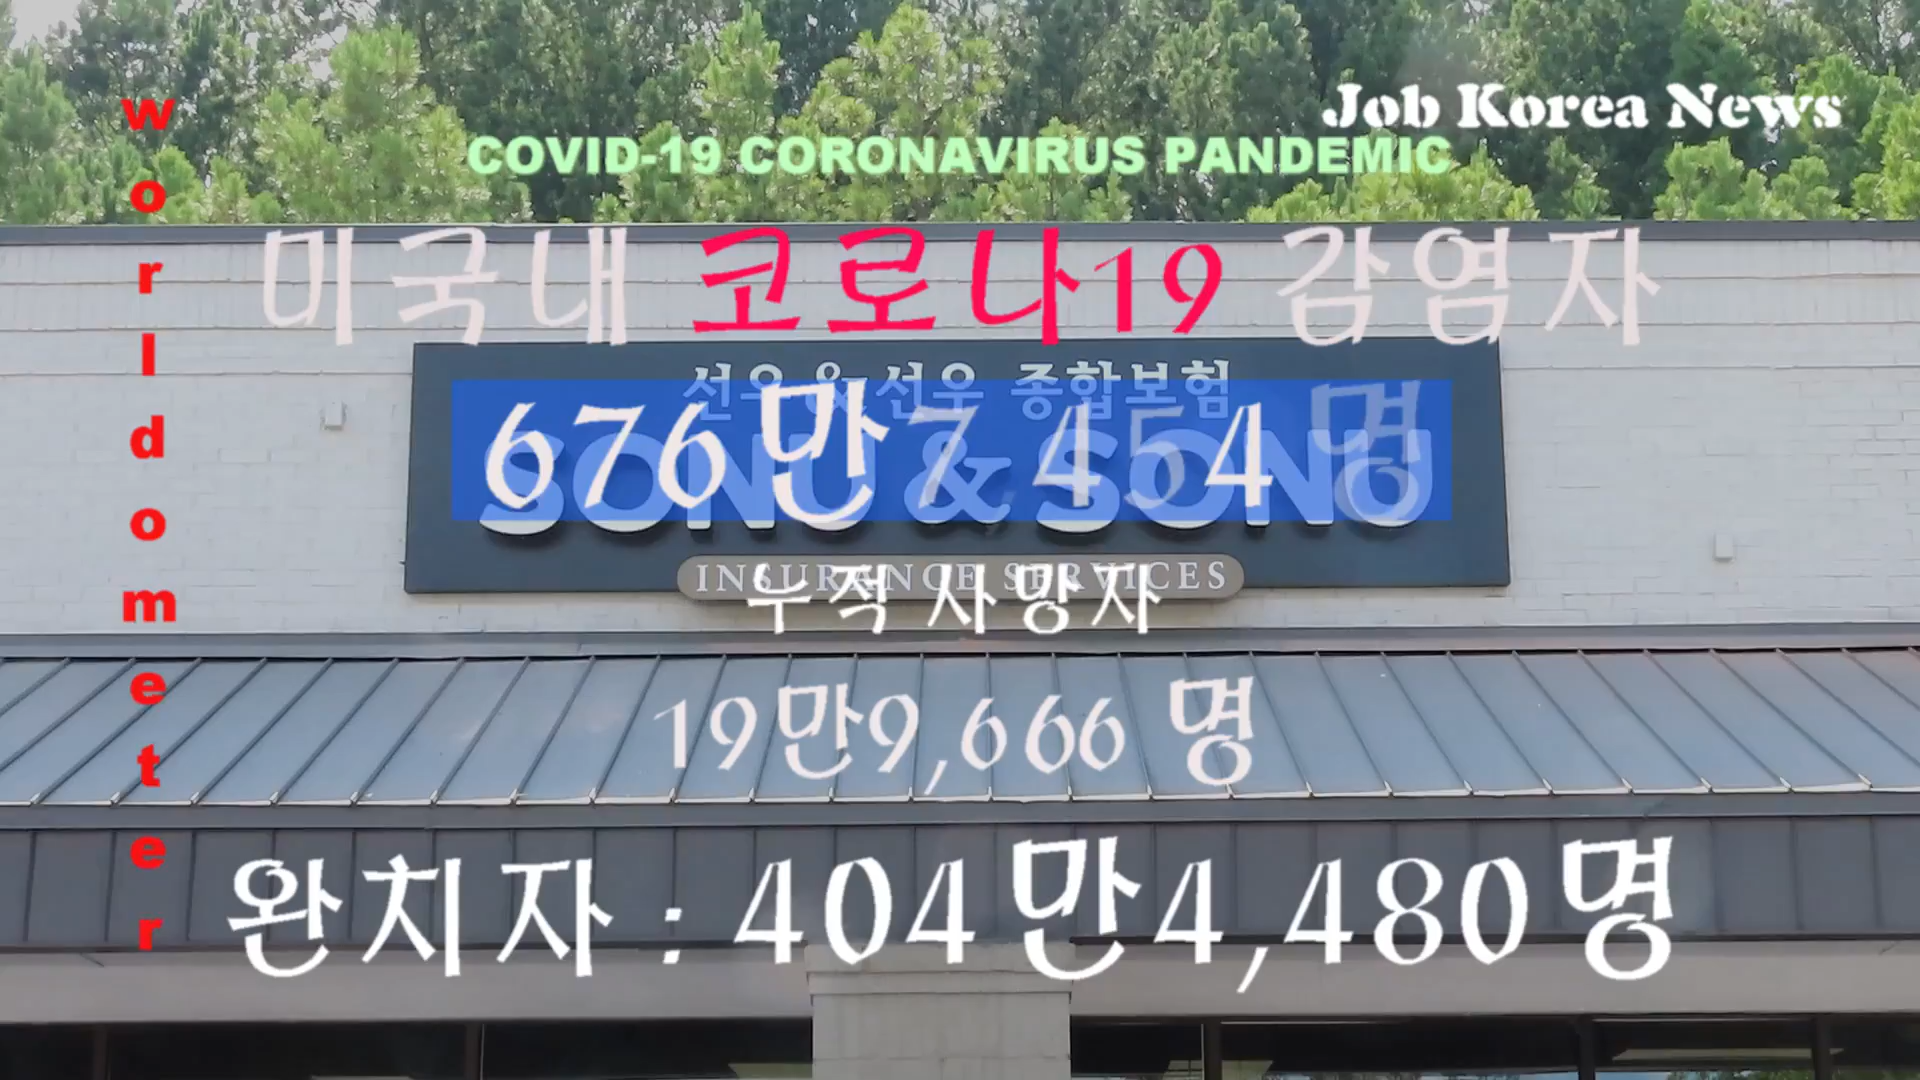 Job Korea News
COVID-19 CORONAVIRUS PANDEMIC
worldometer
미국내 코로나19 감염자
선우 & 선우 종합보험
676만7,454명
SONU & SONU
INSURANCE SERVICES
누적 사망자
19만9,666 명
완치자 : 404만4,480명